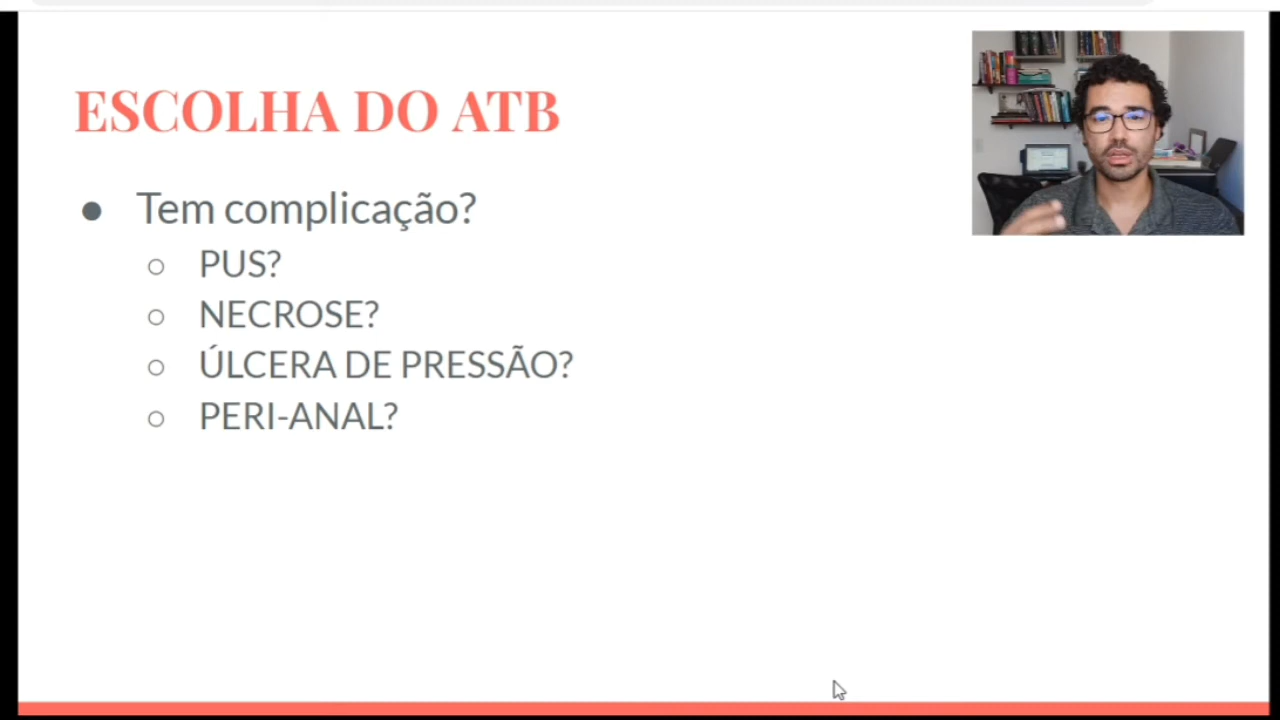 ESCOLHA DO ATB
● Tem complicação?
○ PUS?
○ NECROSE?
○ ÚLCERA DE PRESSÃO?
○ PERI-ANAL?